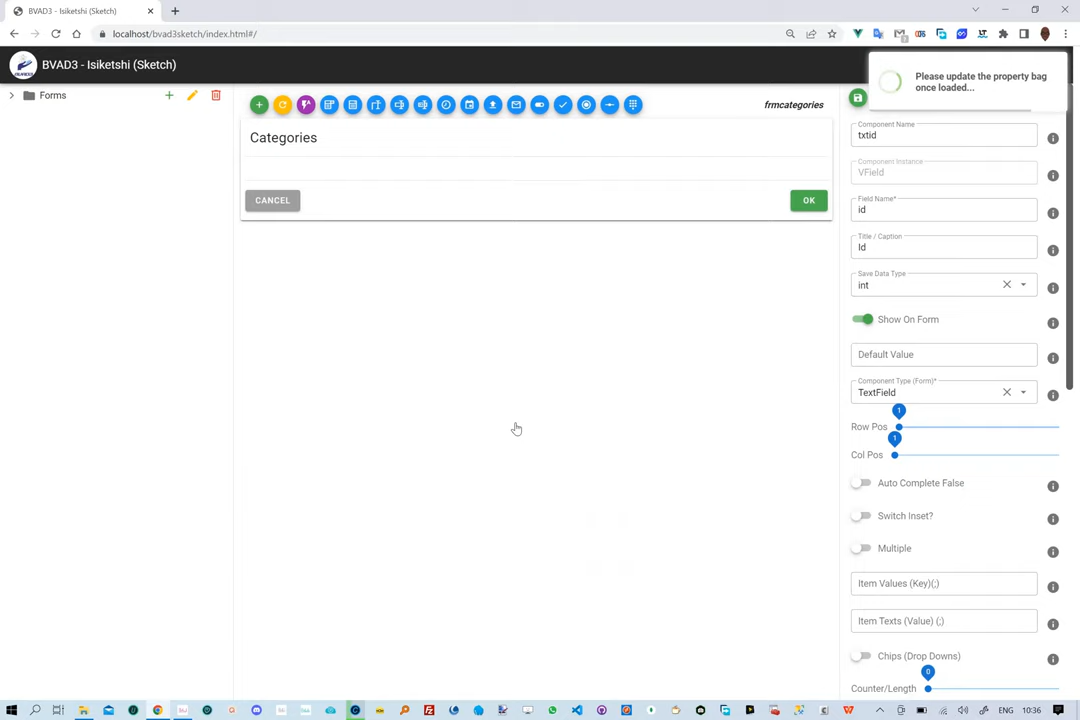 BVAD3 - Isiketshi (Sketch)
localhost/bvad3sketch/index.html#/
BVAD3 - Isiketshi (Sketch)
Please update the property bag
once loaded...
Forms
frmcategories
Categories
CANCEL
OK
Component Name
txtid
Component Instance
VField
Field Name*
id
Title / Caption
Id
Save Data Type
int
Show On Form
Default Value
Component Type (Form)*
TextField
1
Row Pos
1
Col Pos
Auto Complete False
Switch Inset?
Multiple
Item Values (Key)(;)
Item Texts (Value) (;)
Chips (Drop Downs)
0
Counter/Length
ENG
10:36